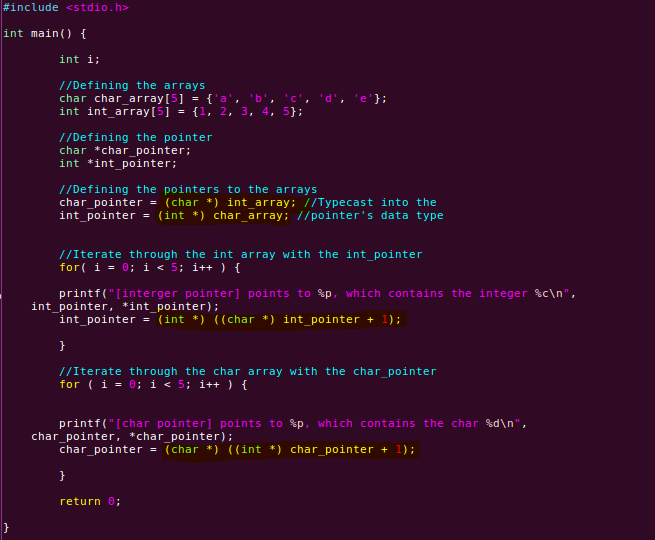 #include <stdio.h>
int main() {
int i;
//Defining the arrays
char char_array[5] = {'a', 'b', 'c', 'd', 'e'};
int int_array[5] = {1, 2, 3, 4, 5};
//Defining the pointer
char *char_pointer;
int *int_pointer;
//Defining the pointers to the arrays
char_pointer = (char *) int_array; //Typecast into the
int_pointer = (int *) char_array; //pointer's data type
//Iterate through the int array with the int_pointer
for( i = 0; i < 5; i++ ) {
printf("[interger pointer] points to %p, which contains the integer %c\n",
int_pointer, *int_pointer);
int_pointer = (int *) ((char *) int_pointer + 1);
}
//Iterate through the char array with the char_pointer
for ( i = 0; i < 5; i++ ) {
printf("[char pointer] points to %p, which contains the char %d\n",
char_pointer, *char_pointer);
char_pointer = (char *) ((int *) char_pointer + 1);
}
return 0;
}